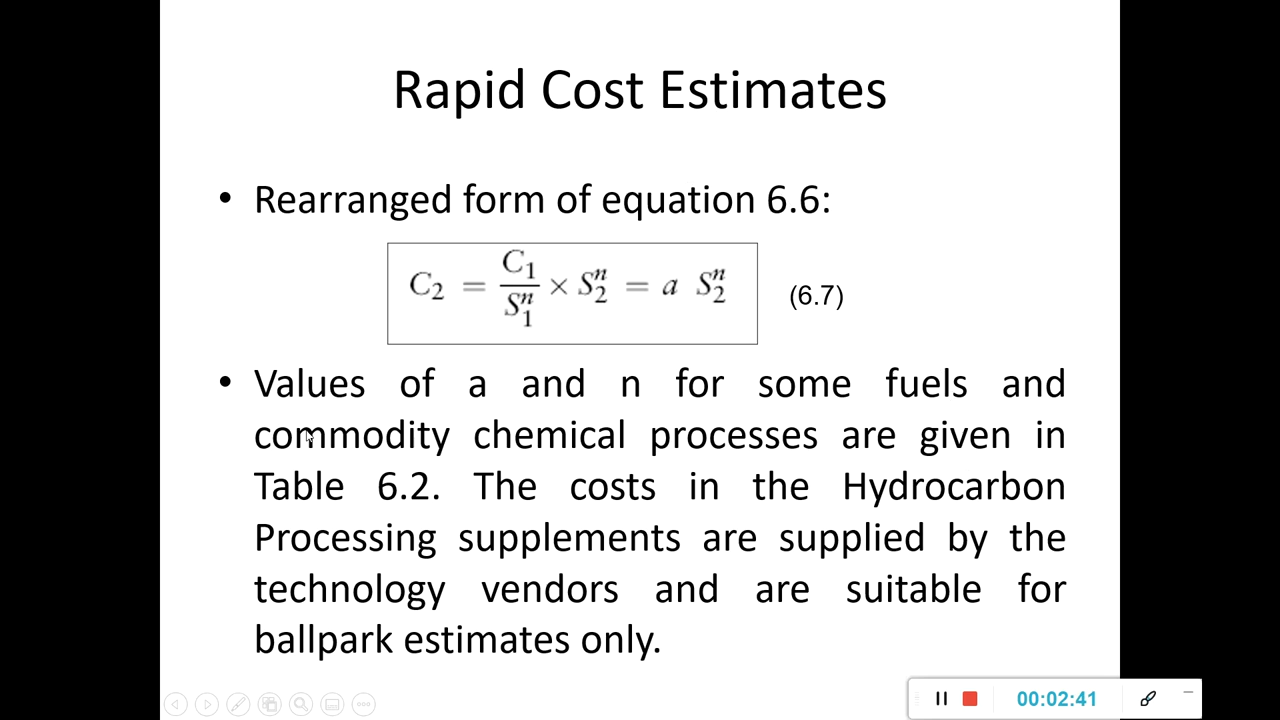 Rapid Cost Estimates
• Rearranged form of equation 6.6:
C₂ = C₁/S₁ⁿ × S₂ⁿ = a S₂ⁿ (6.7)
• Values of a and n for some fuels and
commodity chemical processes are given in
Table 6.2. The costs in the Hydrocarbon
Processing supplements are supplied by the
technology vendors and are suitable for
ballpark estimates only.
00:02:41